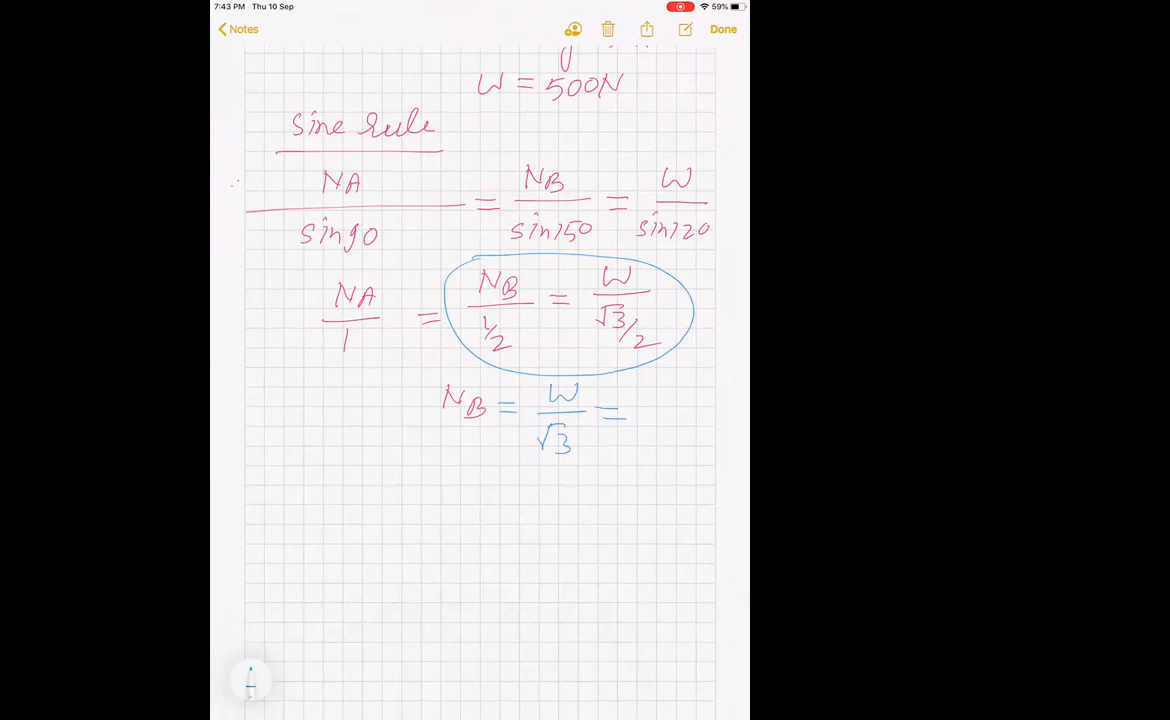 7:43 PM Thu 10 Sep 59%
Notes Done
W = 500N
Sine Rule
NA / sin90 = NB / sin150 = W / sin120
NA / 1 = NB / 1/2 = W / √3/2
NB = W / √3 =